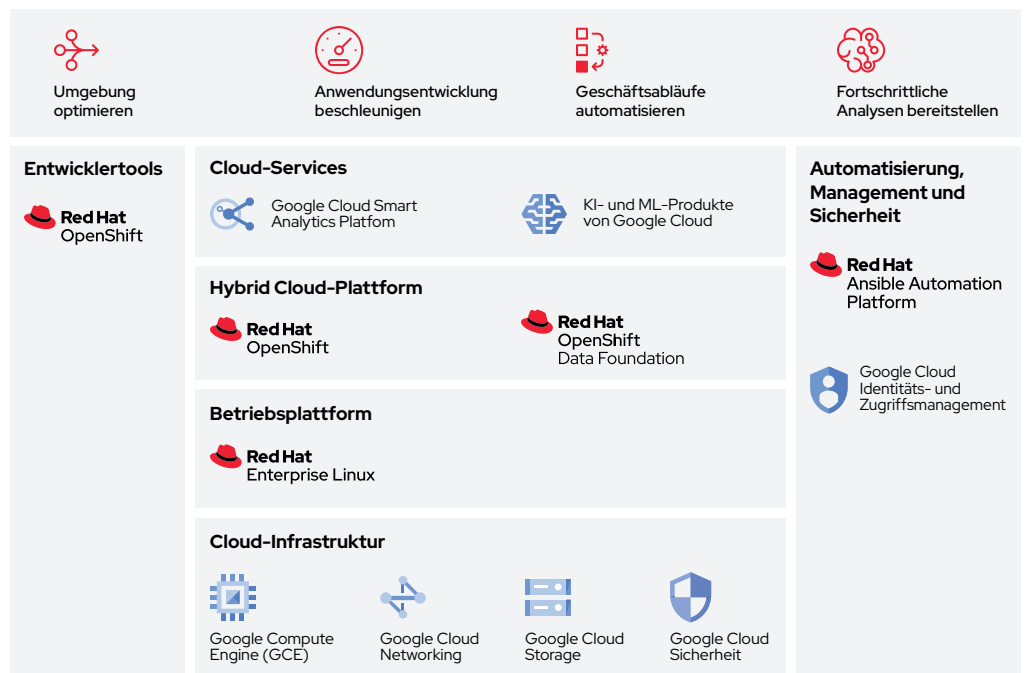 Umgebung
optimieren
Anwendungsentwicklung
beschleunigen
Geschäftsabläufe
automatisieren
Fortschrittliche
Analysen bereitstellen
Entwicklertools
Red Hat
OpenShift
Cloud-Services
Google Cloud Smart
Analytics Platfom
KI- und ML-Produkte
von Google Cloud
Hybrid Cloud-Plattform
Red Hat
OpenShift
Red Hat
OpenShift
Data Foundation
Betriebsplattform
Red Hat
Enterprise Linux
Cloud-Infrastruktur
Google Compute
Engine (GCE)
Google Cloud
Networking
Google Cloud
Storage
Google Cloud
Sicherheit
Automatisierung,
Management und
Sicherheit
Red Hat
Ansible Automation
Platform
Google Cloud
Identitäts- und
Zugriffsmanagement